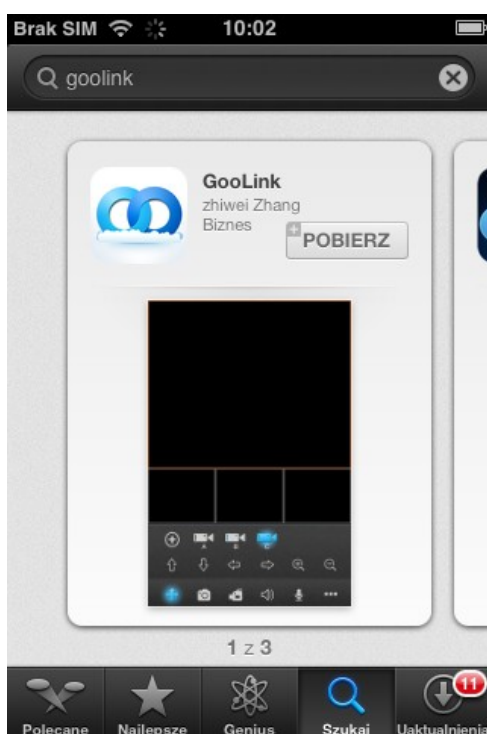 Brak SIM 10:02
goolink
GooLink
zhiwei Zhang
Biznes
POBIERZ
1 z 3
11
Polecane Najlepsze Genius Szukaj Uaktualnienia